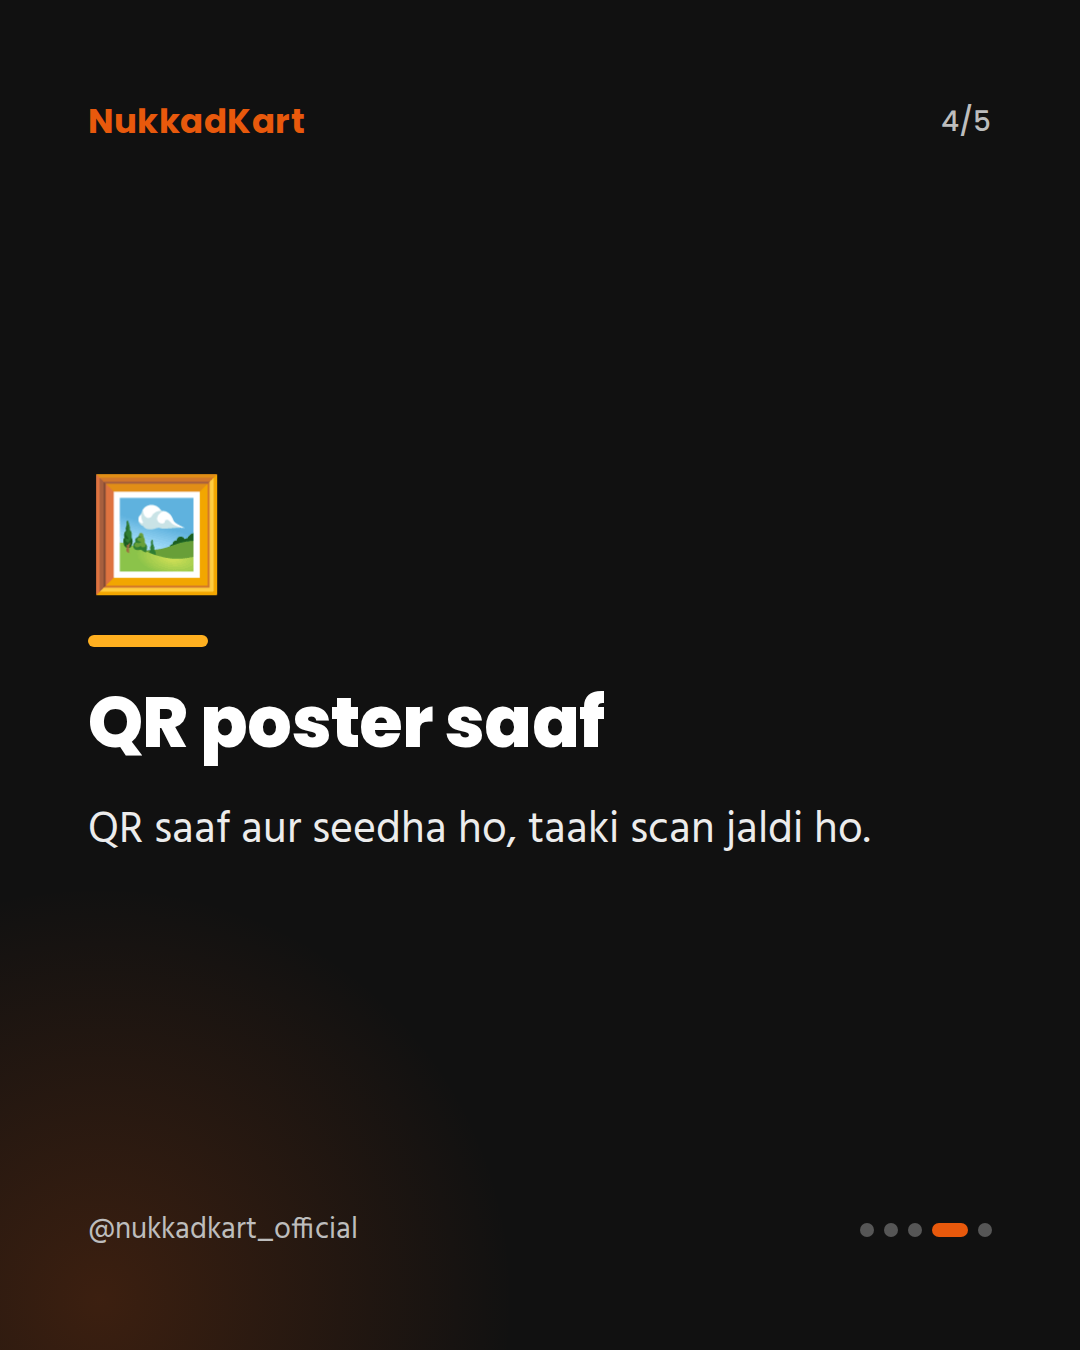 NukkadKart
4/5
QR poster saaf
QR saaf aur seedha ho, taaki scan jaldi ho.
@nukkadkart_official